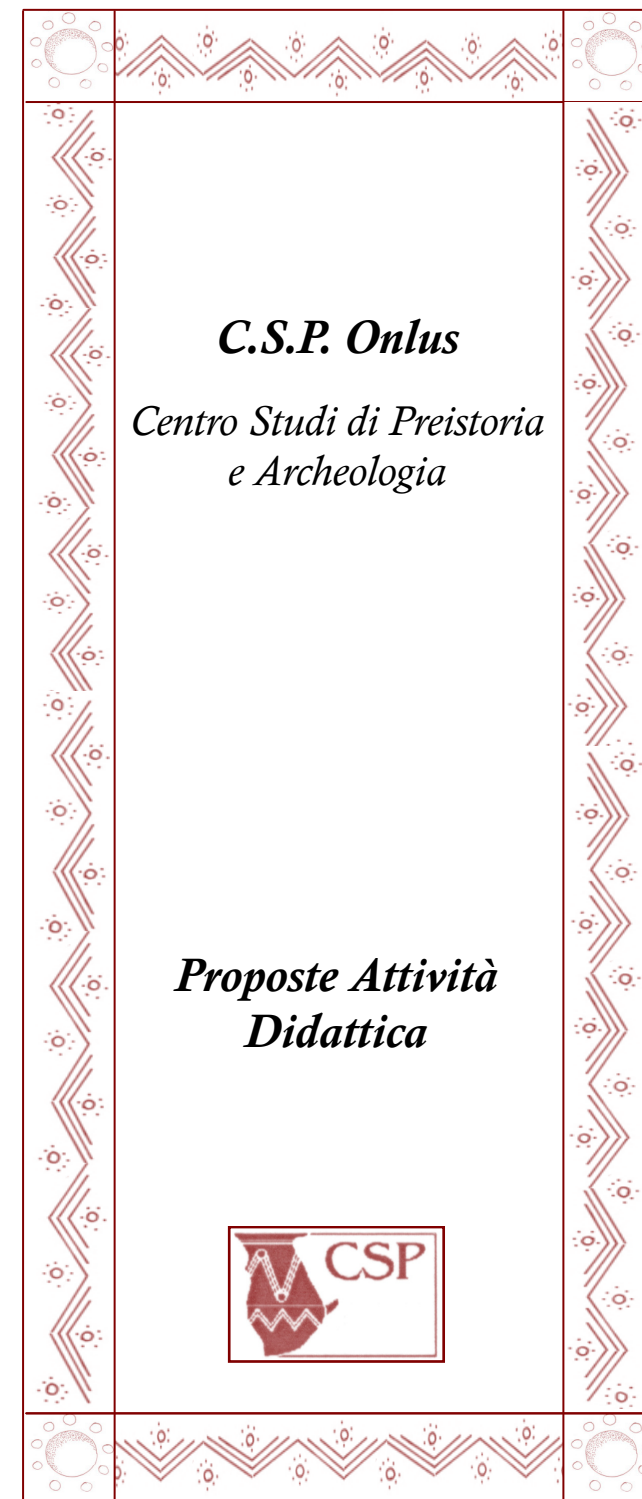 C.S.P. Onlus
Centro Studi di Preistoria
e Archeologia
Proposte Attività
Didattica
CSP